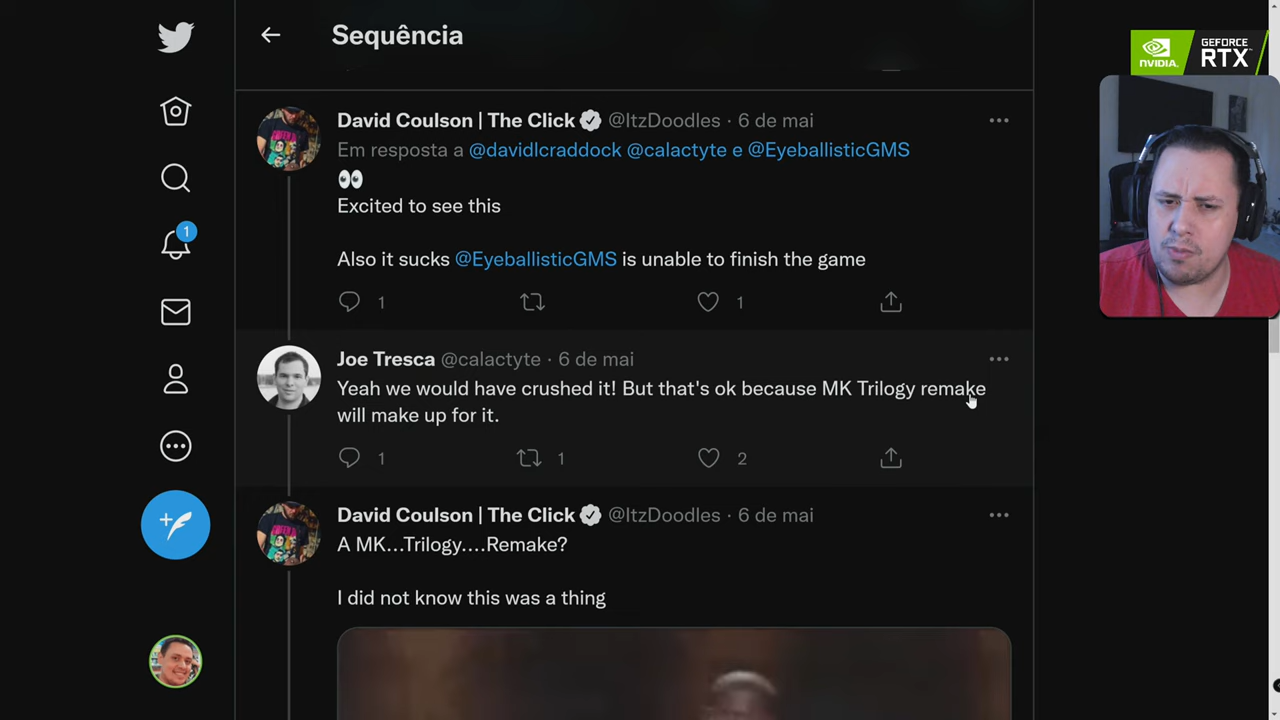 Sequência
NVIDIA.
GEFORCE
RTX
David Coulson | The Click @ItzDoodles · 6 de mai
Em resposta a @davidlcraddock @calactyte e @EyeballisticGMS
👀
Excited to see this
Also it sucks @EyeballisticGMS is unable to finish the game
1
1
1
Joe Tresca @calactyte · 6 de mai
Yeah we would have crushed it! But that's ok because MK Trilogy remake
will make up for it.
1
1
2
David Coulson | The Click @ItzDoodles · 6 de mai
A MK...Trilogy....Remake?
I did not know this was a thing